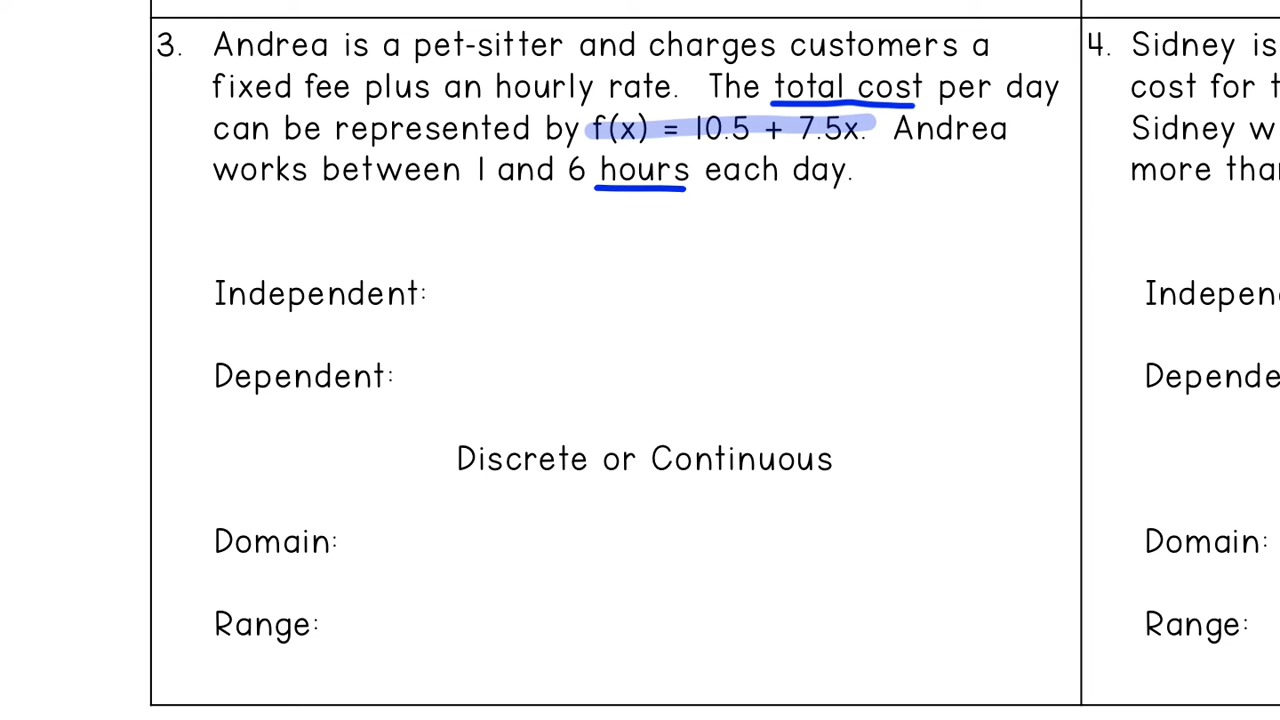 3. Andrea is a pet-sitter and charges customers a
fixed fee plus an hourly rate. The total cost per day
can be represented by f(x) = 10.5 + 7.5x. Andrea
works between 1 and 6 hours each day.
Independent:
Dependent:
Discrete or Continuous
Domain:
Range:
4. Sidney is
cost for t
Sidney w
more than
Indepen
Depende
Domain:
Range: